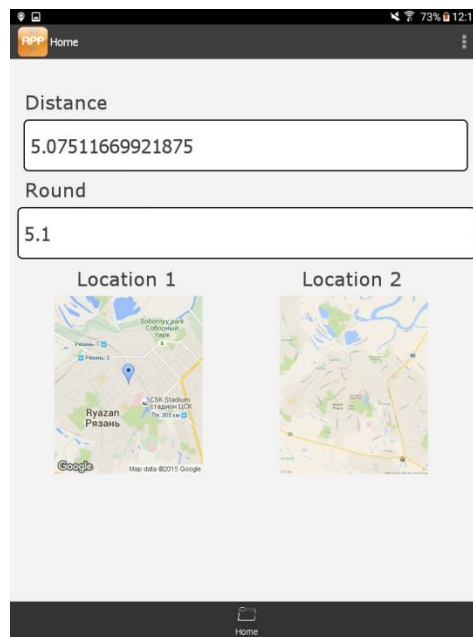 73% 12:1
APP Home
Distance
5.07511669921875
Round
5.1
Location 1
Location 2
Sobornyy park
Соборный
парк
Рязань-1
Рязань-2
CSK Stadium
стадион ЦСК
Ryazan
Рязань
Google
Map data ©2015 Google
Home